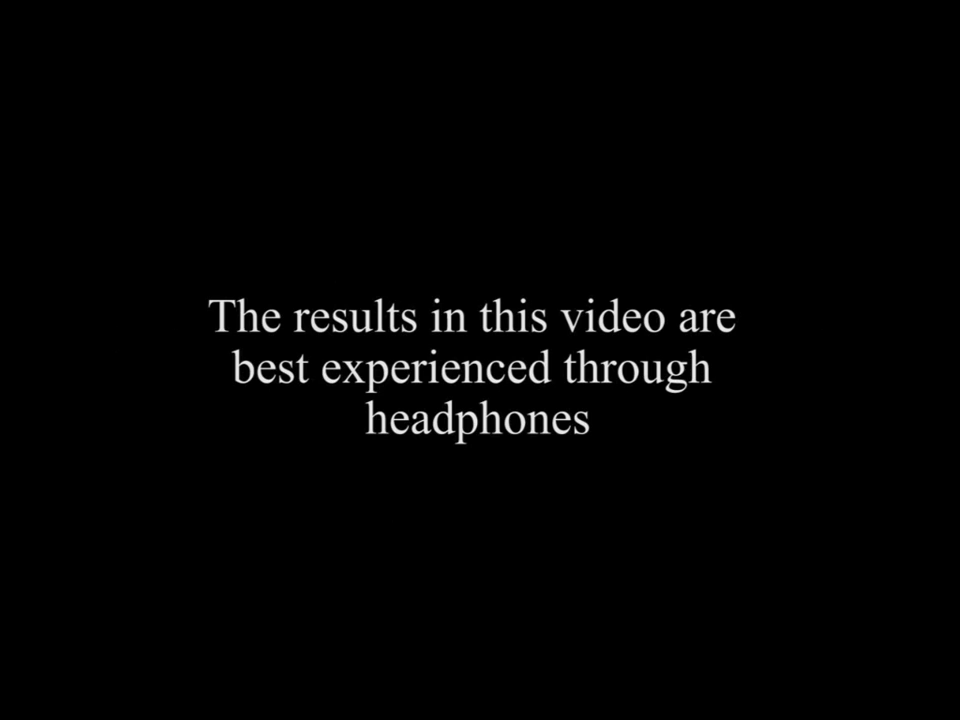 The results in this video are
best experienced through
headphones